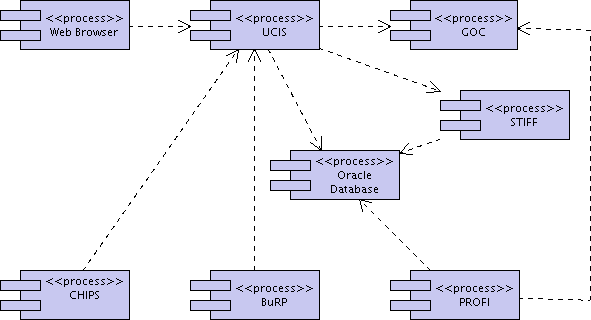 <<process>>
Web Browser
<<process>>
UCIS
<<process>>
GOC
<<process>>
STIFF
<<process>>
Oracle
Database
<<process>>
CHIPS
<<process>>
BuRP
<<process>>
PROFI